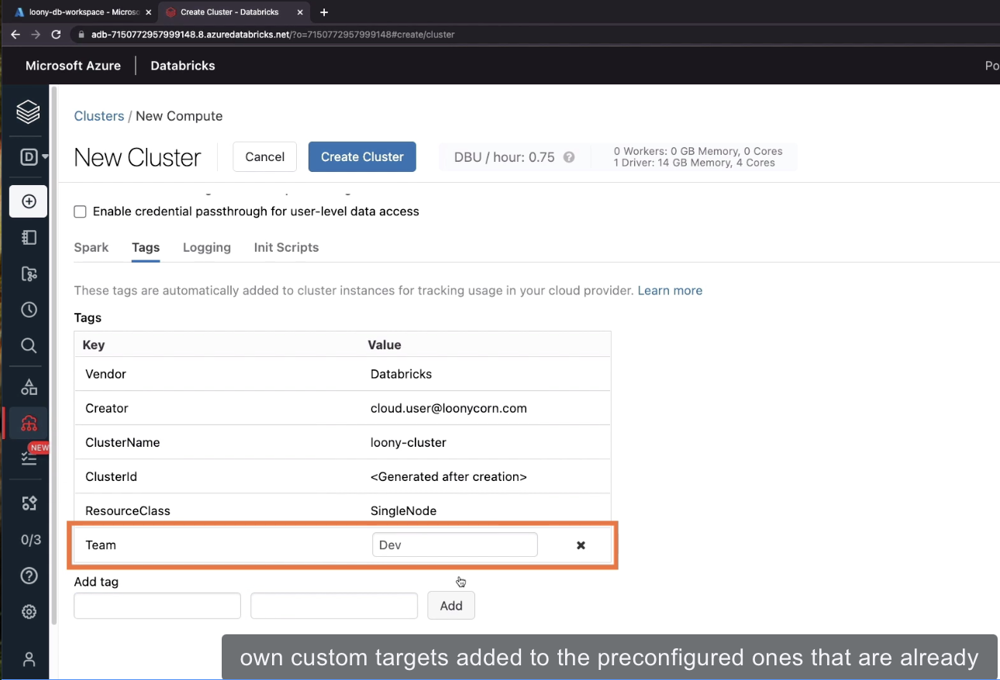 loony-db-workspace - Microso
Create Cluster - Databricks
adb-7150772957999148.8.azuredatabricks.net/?o=7150772957999148#create/cluster
Microsoft Azure
Databricks
Po
Clusters / New Compute
New Cluster
Cancel
Create Cluster
DBU / hour: 0.75
0 Workers: 0 GB Memory, 0 Cores
1 Driver: 14 GB Memory, 4 Cores
D
Enable credential passthrough for user-level data access
Spark
Tags
Logging
Init Scripts
These tags are automatically added to cluster instances for tracking usage in your cloud provider. Learn more
Tags
Key Value
Vendor Databricks
Creator cloud.user@loonycorn.com
ClusterName loony-cluster
NEW
ClusterId <Generated after creation>
ResourceClass SingleNode
0/3
Team Dev
Add tag
Add
own custom targets added to the preconfigured ones that are already